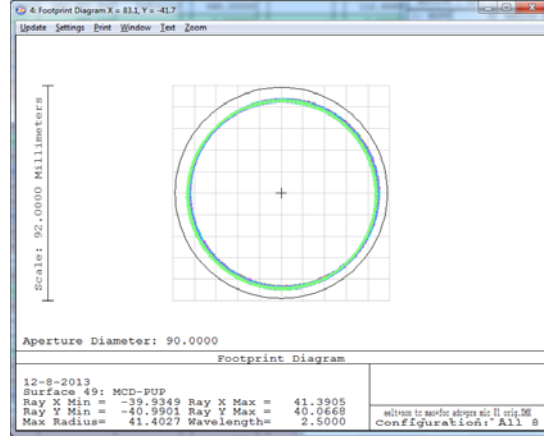 4: Footprint Diagram X = 83.1, Y = -41.7
Update Settings Print Window Text Zoom
Scale: 92.0000 Millimeters
Aperture Diameter: 90.0000
Footprint Diagram
12-8-2013
Surface 49: MCD-PUP
Ray X Min = -39.9349 Ray X Max = 41.3905
Ray Y Min = -40.9901 Ray Y Max = 40.0668
Max Radius= 41.4027 Wavelength= 2.5000
Configuration: All 8